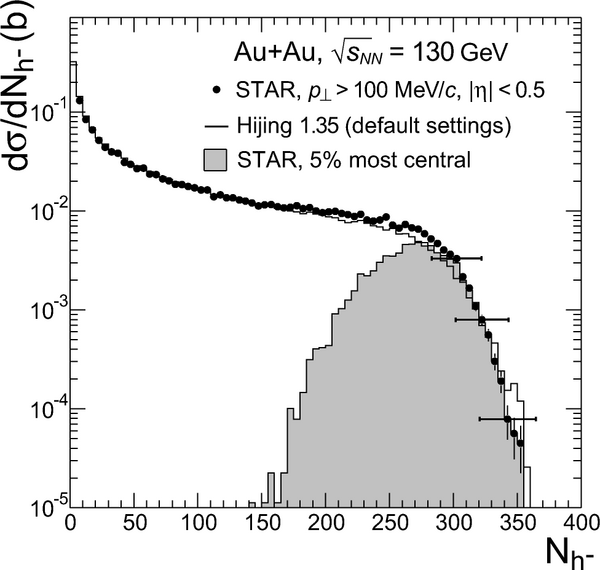 dσ/dNh- (b)
Au+Au, √sNN = 130 GeV
STAR, p⊥ > 100 MeV/c, |η| < 0.5
Hijing 1.35 (default settings)
STAR, 5% most central
10-1
10-2
10-3
10-4
10-5
0 50 100 150 200 250 300 350 400
Nh-